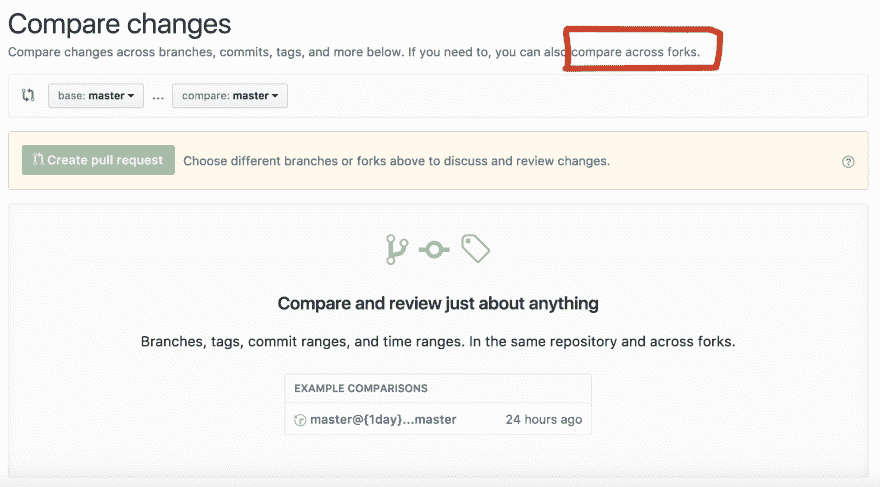 Compare changes
Compare changes across branches, commits, tags, and more below. If you need to, you can also compare across forks.
base: master ... compare: master
Create pull request Choose different branches or forks above to discuss and review changes.
Compare and review just about anything
Branches, tags, commit ranges, and time ranges. In the same repository and across forks.
EXAMPLE COMPARISONS
master@{1day}...master 24 hours ago